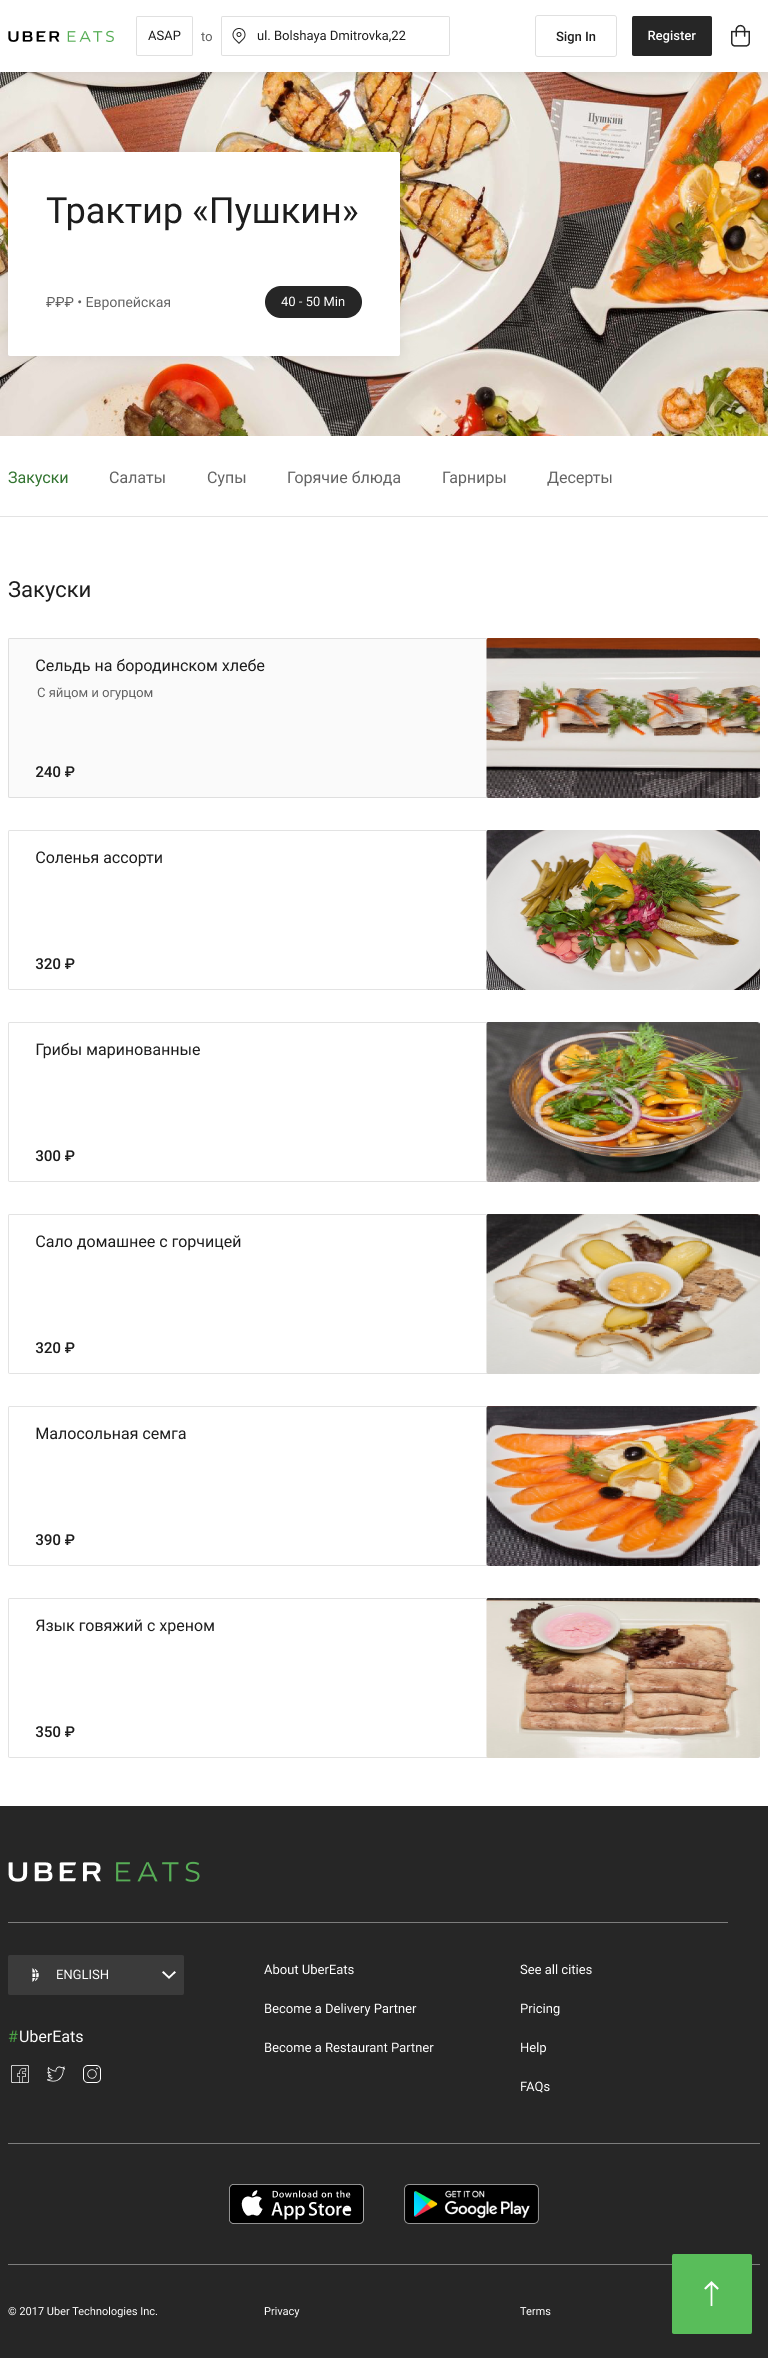 UBER EATS
ASAP
to
ul. Bolshaya Dmitrovka,22
Sign In
Register
Пушкин
Трактир «Пушкин»
₽₽₽ • Европейская
40 - 50 Min
Закуски
Салаты
Супы
Горячие блюда
Гарниры
Десерты
Закуски
Сельдь на бородинском хлебе
С яйцом и огурцом
240 ₽
Соленья ассорти
320 ₽
Грибы маринованные
300 ₽
Сало домашнее с горчицей
320 ₽
Малосольная семга
390 ₽
Язык говяжий с хреном
350 ₽
UBER EATS
ENGLISH
#UberEats
About UberEats
Become a Delivery Partner
Become a Restaurant Partner
See all cities
Pricing
Help
FAQs
Download on the
App Store
GET IT ON
Google Play
© 2017 Uber Technologies Inc.
Privacy
Terms